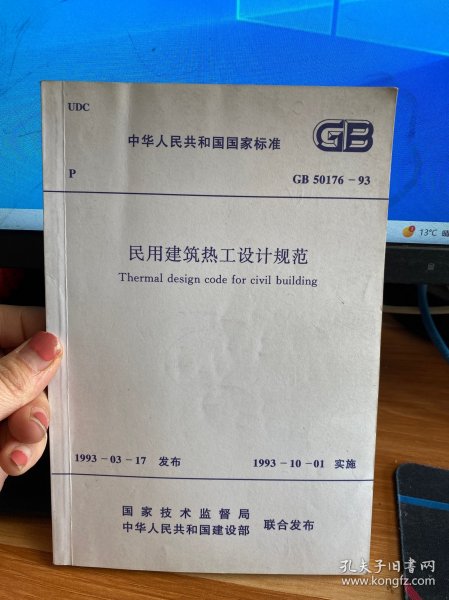 UDC
中华人民共和国国家标准
GB
P
GB 50176-93
民用建筑热工设计规范
Thermal design code for civil building
1993-03-17 发布
1993-10-01 实施
国家技术监督局
中华人民共和国建设部
联合发布
13°C 晴
孔夫子旧书网
www.kongfz.com